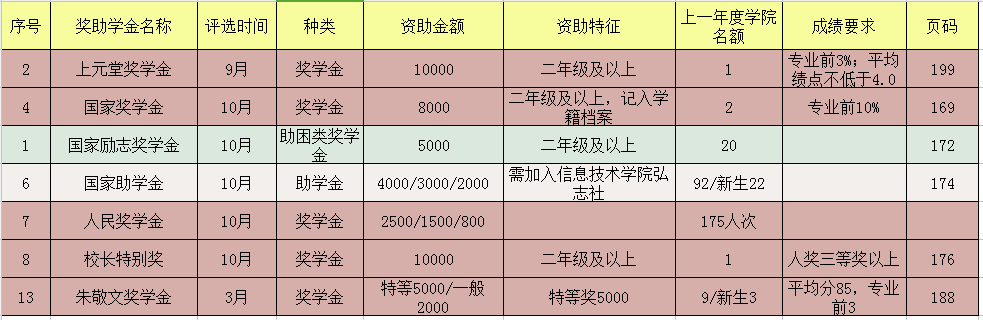 序号 奖助学金名称 评选时间 种类 资助金额 资助特征 上一年度学院名额 成绩要求 页码
2 上元堂奖学金 9月 奖学金 10000 二年级及以上 1 专业前3%；平均绩点不低于4.0 199
4 国家奖学金 10月 奖学金 8000 二年级及以上，记入学籍档案 2 专业前10% 169
1 国家励志奖学金 10月 助困类奖学金 5000 二年级及以上 20 172
6 国家助学金 10月 助学金 4000/3000/2000 需加入信息技术学院弘志社 92/新生22 174
7 人民奖学金 10月 奖学金 2500/1500/800 175人次
8 校长特别奖 10月 奖学金 10000 二年级及以上 1 人奖三等奖以上 176
13 朱敬文奖学金 3月 奖学金 特等5000/一般2000 特等奖5000 9/新生3 平均分85，专业前3 188